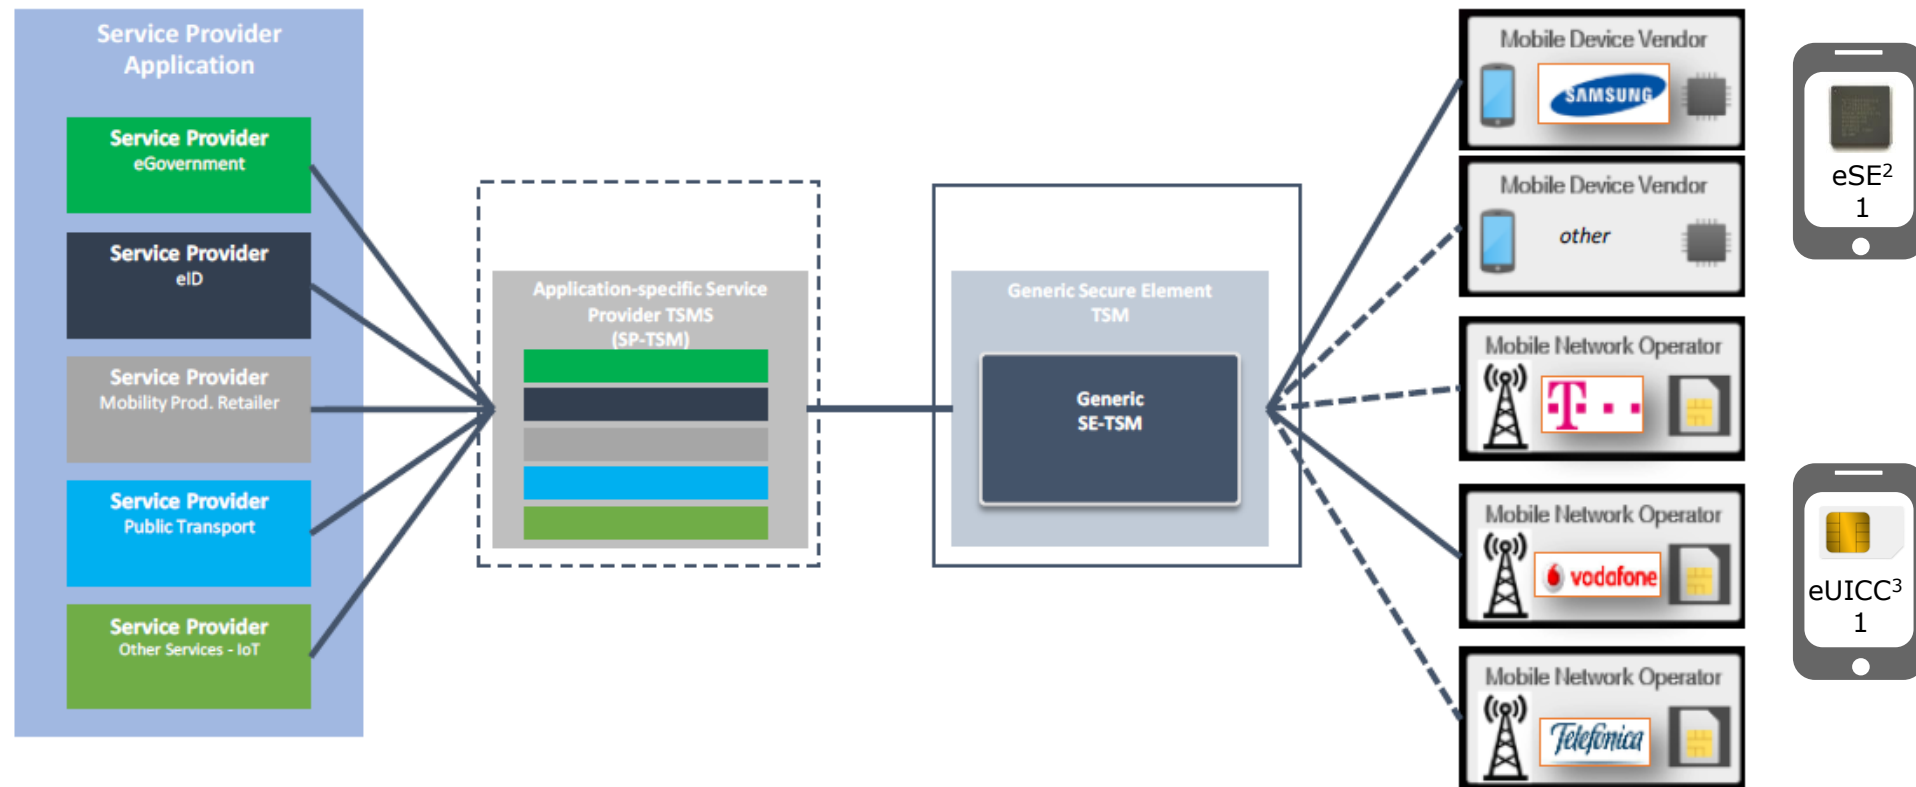 Service Provider
Application
Service Provider
eGovernment
Service Provider
eID
Service Provider
Mobility Prod. Retailer
Service Provider
Public Transport
Service Provider
Other Services - IoT
Application-specific Service
Provider TSMS
(SP-TSM)
Generic Secure Element
TSM
Generic
SE-TSM
Mobile Device Vendor
SAMSUNG
Mobile Device Vendor
other
Mobile Network Operator
T
Mobile Network Operator
vodafone
Mobile Network Operator
Telefónica
eSE²
1
eUICC³
1